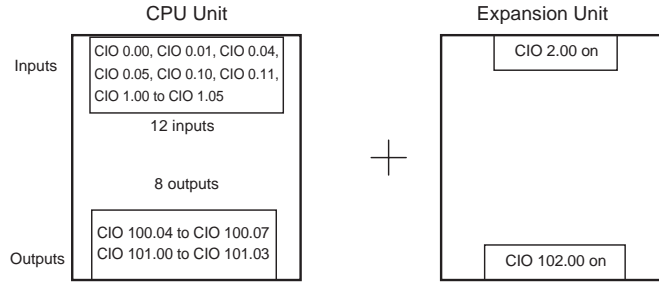 CPU Unit
Expansion Unit
Inputs
CIO 0.00, CIO 0.01, CIO 0.04,
CIO 0.05, CIO 0.10, CIO 0.11,
CIO 1.00 to CIO 1.05
CIO 2.00 on
12 inputs
8 outputs
Outputs
CIO 100.04 to CIO 100.07
CIO 101.00 to CIO 101.03
CIO 102.00 on